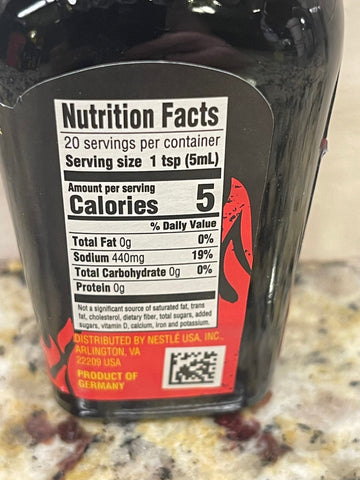 Nutrition Facts
20 servings per container
Serving size 1 tsp (5mL)
Amount per serving
Calories 5
% Daily Value
Total Fat 0g 0%
Sodium 440mg 19%
Total Carbohydrate 0g 0%
Protein 0g
Not a significant source of saturated fat, trans
fat, cholesterol, dietary fiber, total sugars, added
sugars, vitamin D, calcium, iron and potassium.
DISTRIBUTED BY NESTLÉ USA, INC.,
ARLINGTON, VA
22209 USA
PRODUCT OF
GERMANY